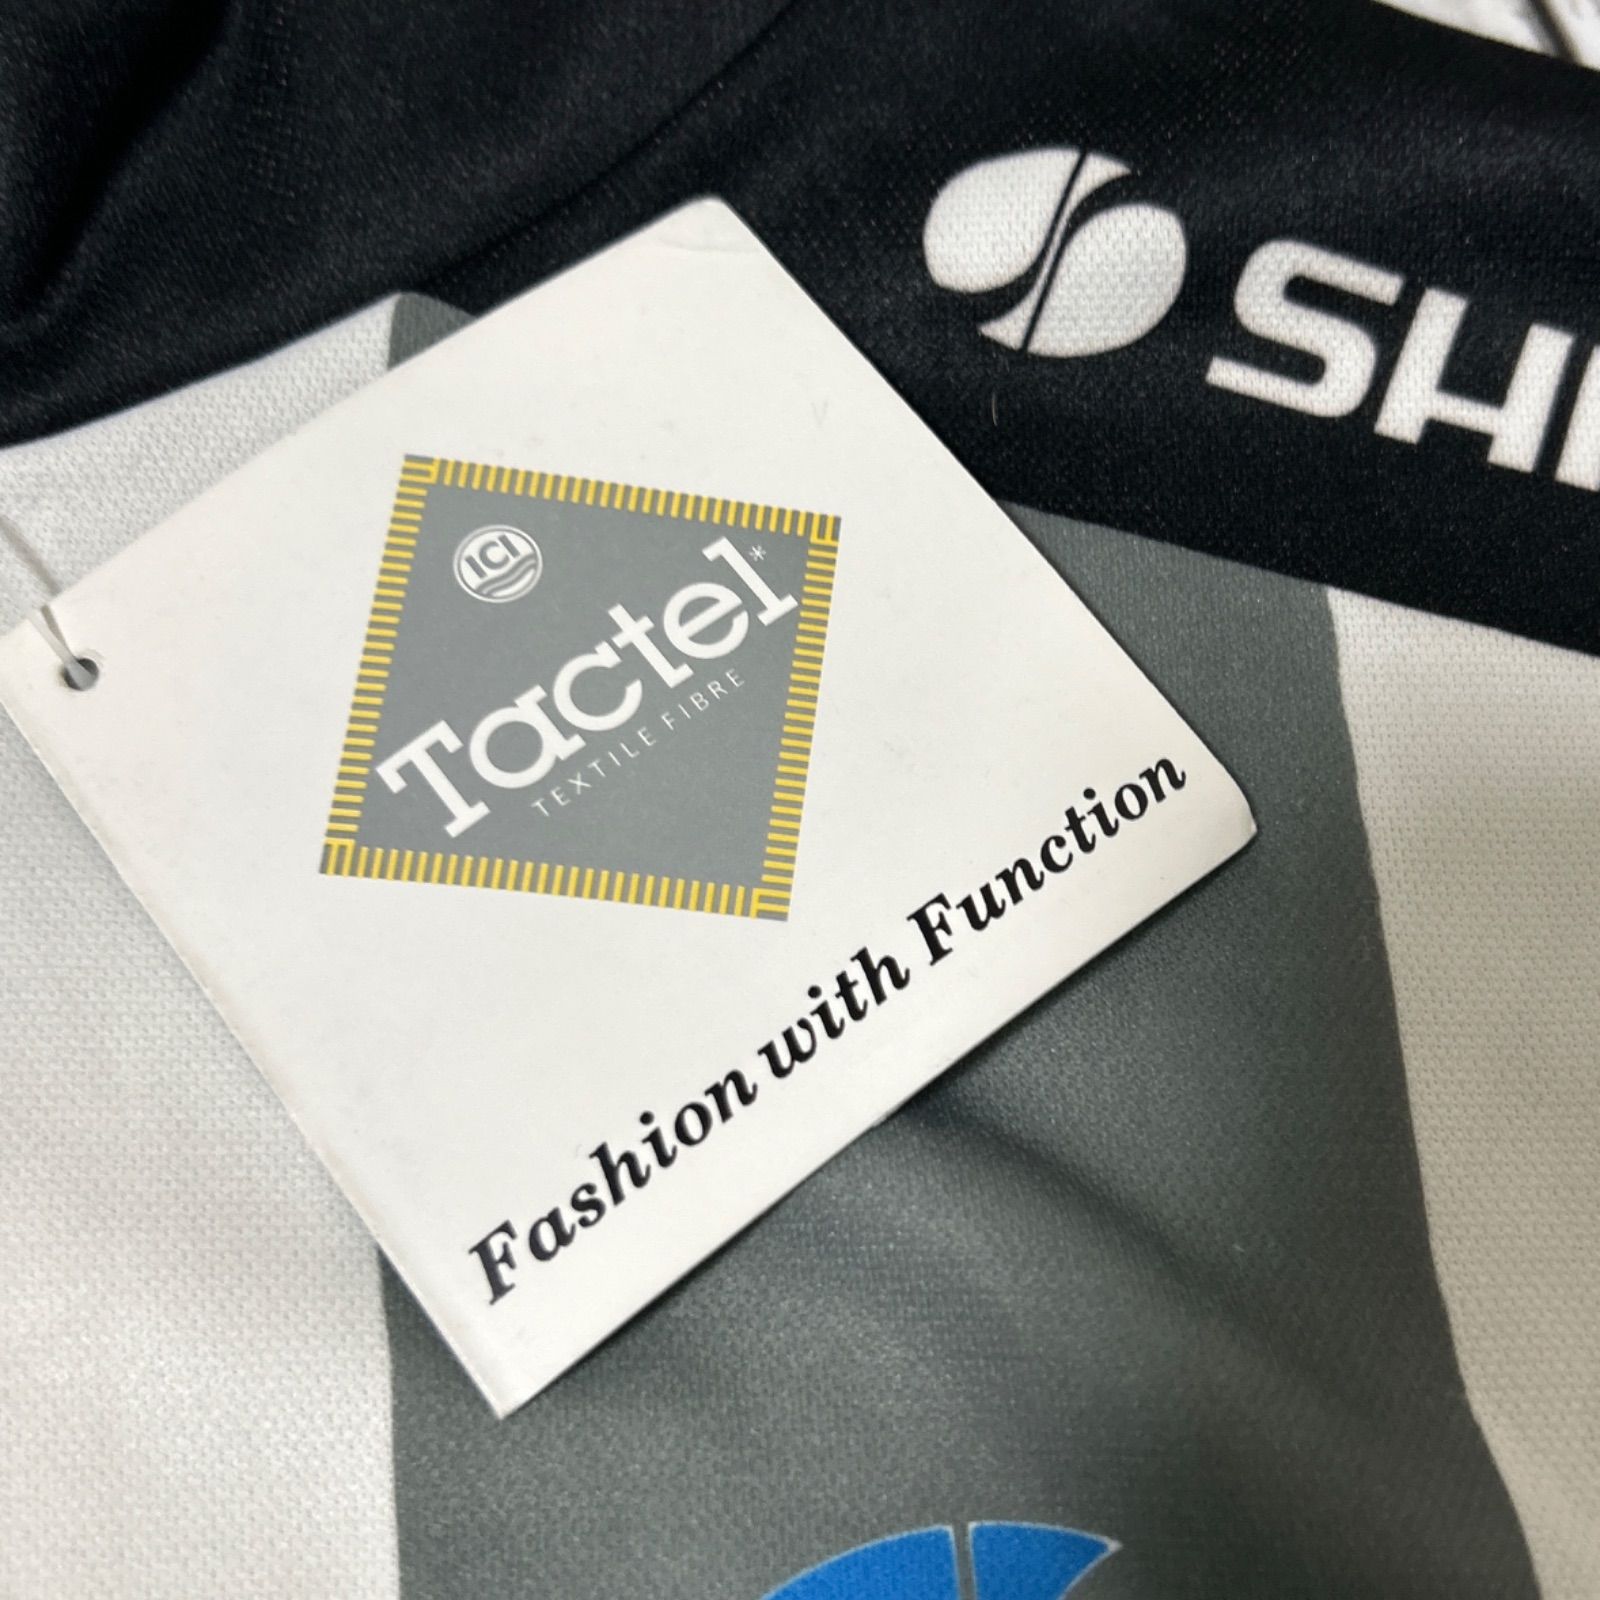 SHI
ICI
Tactel*
TEXTILE FIBRE
Fashion with Function